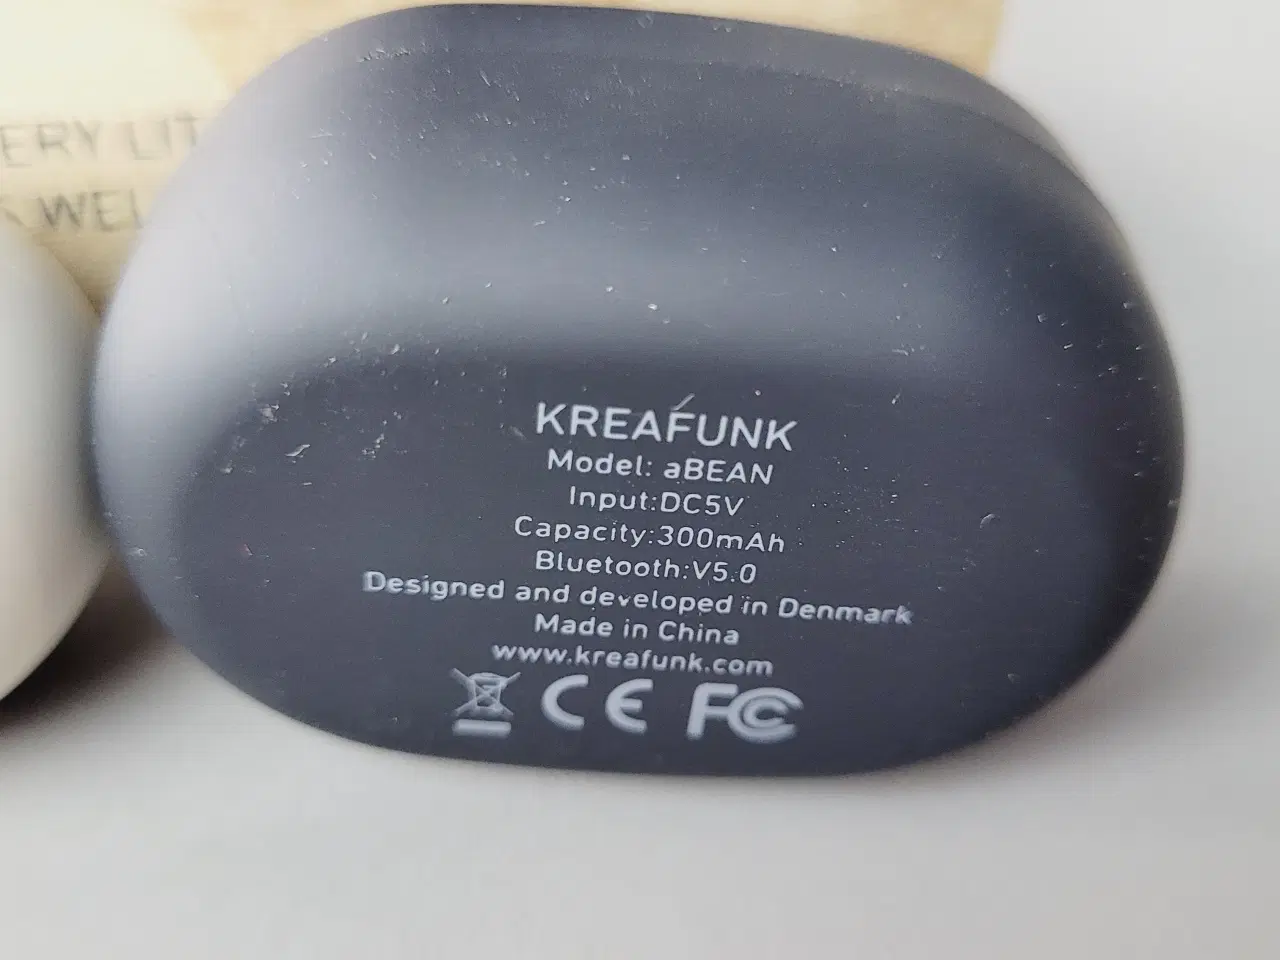 KREAFUNK
Model: aBEAN
Input:DC5V
Capacity:300mAh
Bluetooth:V5.0
Designed and developed in Denmark
Made in China
www.kreafunk.com
CE FC